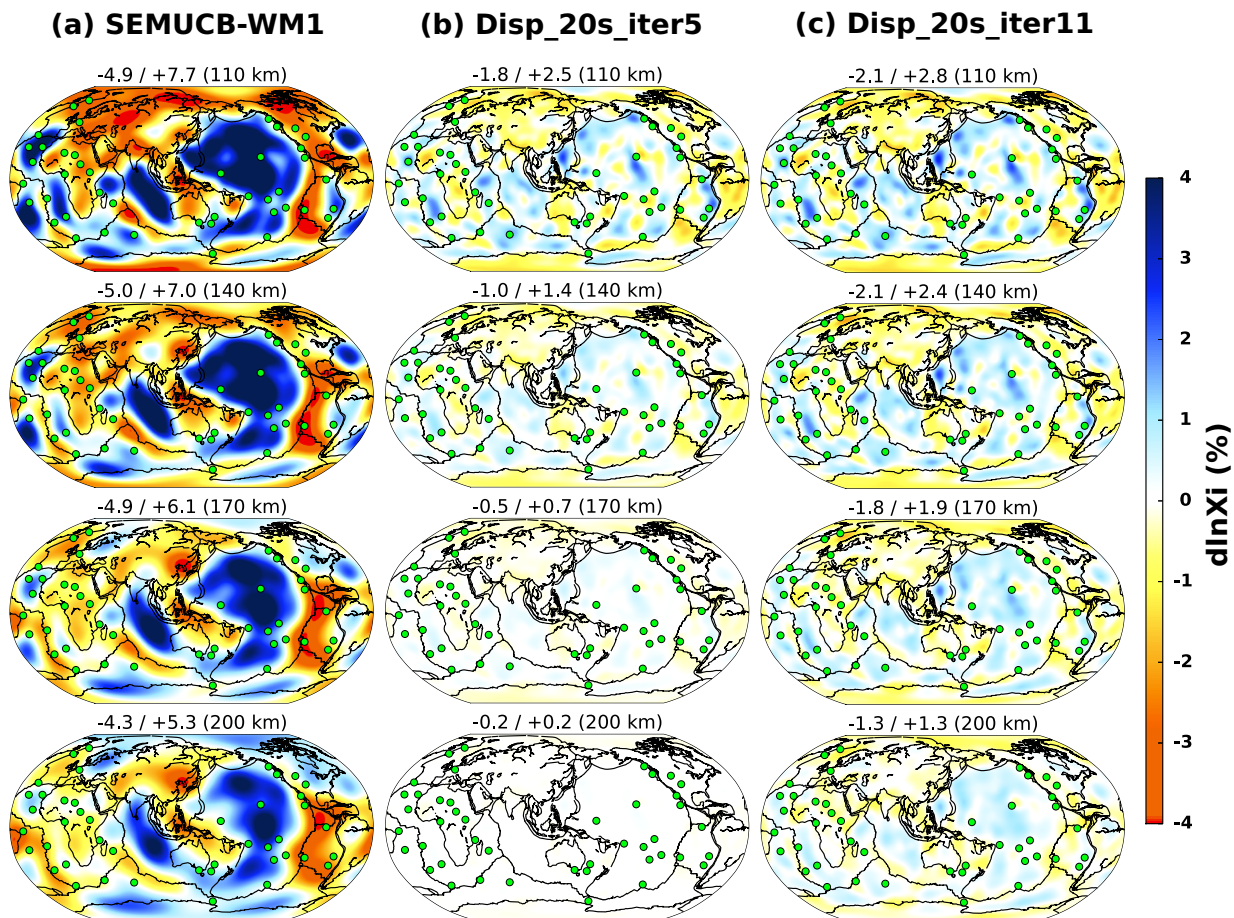 (a) SEMUCB-WM1 (b) Disp_20s_iter5 (c) Disp_20s_iter11
-4.9 / +7.7 (110 km) -1.8 / +2.5 (110 km) -2.1 / +2.8 (110 km)
-5.0 / +7.0 (140 km) -1.0 / +1.4 (140 km) -2.1 / +2.4 (140 km)
-4.9 / +6.1 (170 km) -0.5 / +0.7 (170 km) -1.8 / +1.9 (170 km)
-4.3 / +5.3 (200 km) -0.2 / +0.2 (200 km) -1.3 / +1.3 (200 km)
4
3
2
1
0
-1
-2
-3
-4
dlnXi (%)